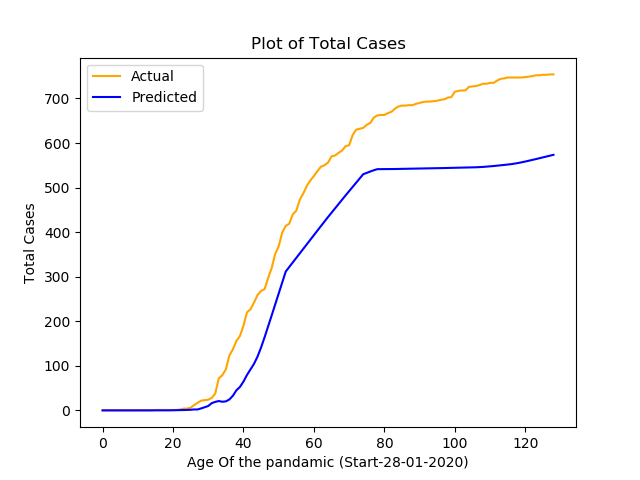 Plot of Total Cases
Actual
Predicted
700
600
500
400
300
200
100
0
Total Cases
0 20 40 60 80 100 120
Age Of the pandamic (Start-28-01-2020)